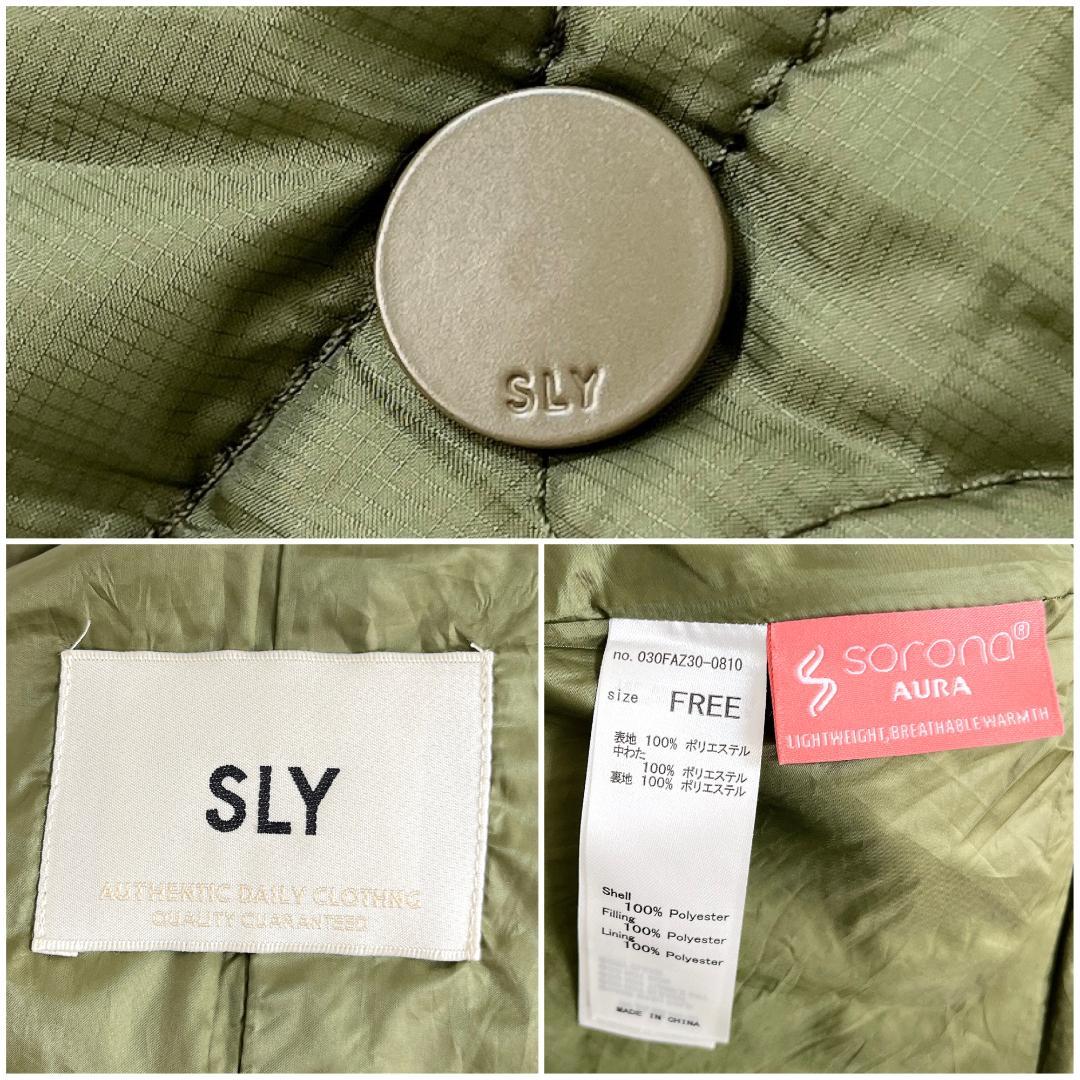 SLY
SLY
AUTHENTIC DAILY CLOTHNG
QUALITY GUARANTEED
no. 030FAZ30-0810
size FREE
表地 100% ポリエステル
中わた
100% ポリエステル
裏地 100% ポリエステル
Shell
100% Polyester
Filling
100% Polyester
Lining
100% Polyester
MADE IN CHINA
sorona®
AURA
LIGHTWEIGHT,BREATHABLE WARMTH